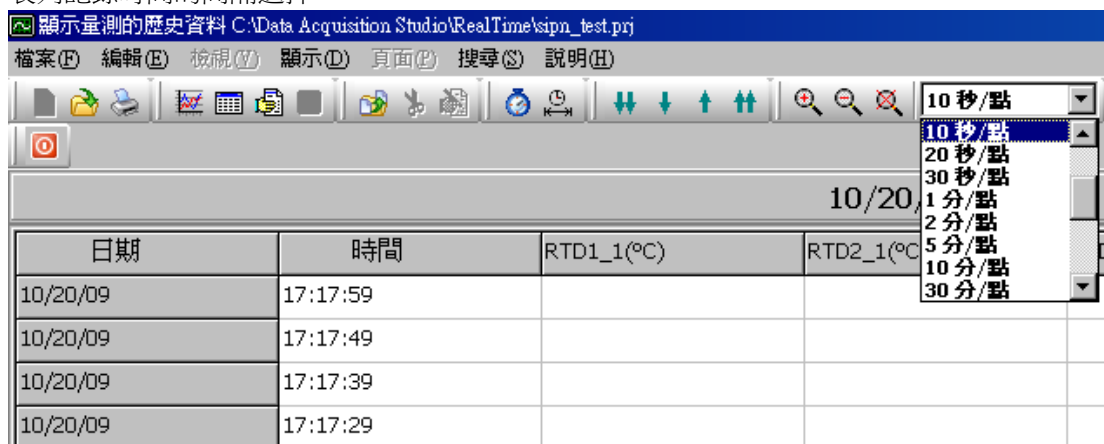 顯示量測的歷史資料 C:\Data Acquisition Studio\RealTime\sipn_test.prj
檔案(F) 編輯(E) 檢視(V) 顯示(D) 頁面(P) 搜尋(S) 說明(H)
10 秒/點
10 秒/點
20 秒/點
30 秒/點
1 分/點
2 分/點
5 分/點
10 分/點
30 分/點
10/20/
日期 時間 RTD1_1(°C) RTD2_1(°C
10/20/09 17:17:59
10/20/09 17:17:49
10/20/09 17:17:39
10/20/09 17:17:29